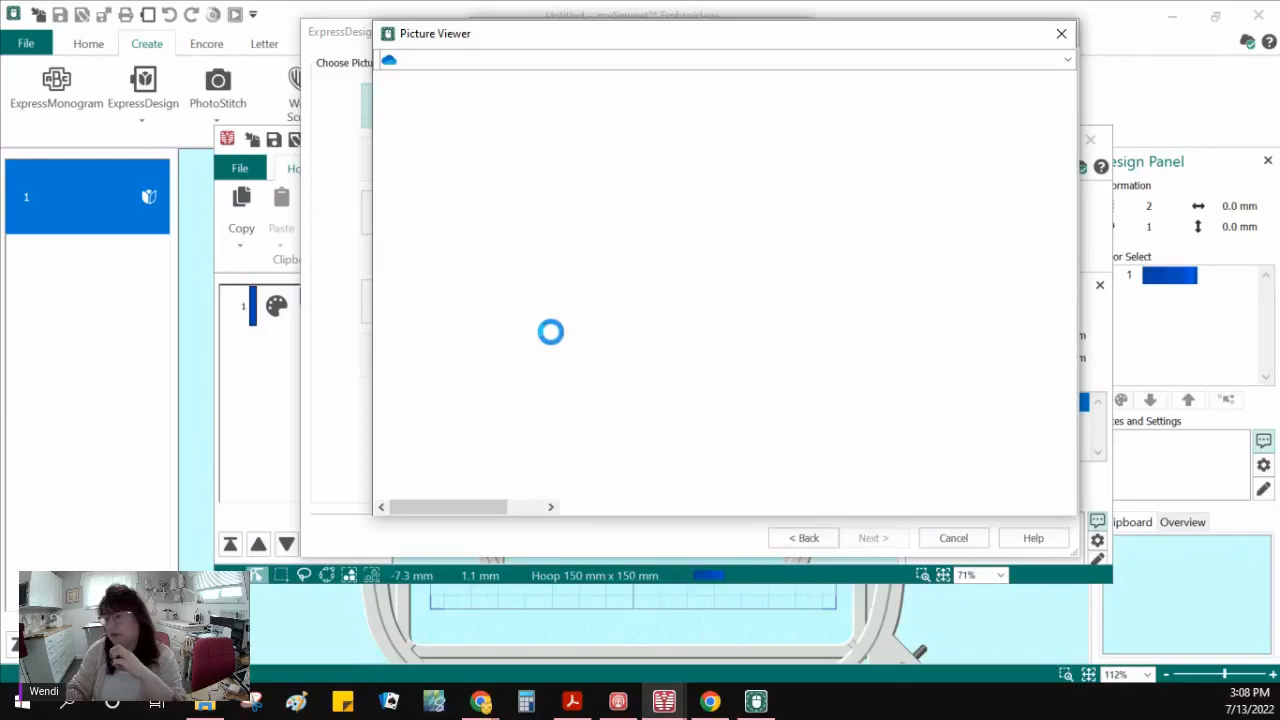 Untitled - mySewnet™ Embroidery
File Home Create Encore Letter
ExpressMonogram ExpressDesign PhotoStitch
ExpressDesig
Picture Viewer
Choose Pictu
File Ho
Copy Paste
Clipb
1
1
esign Panel
ormation
2 0.0 mm
1 0.0 mm
or Select
1
es and Settings
lipboard Overview
< Back Next > Cancel Help
-7.3 mm 1.1 mm Hoop 150 mm x 150 mm 71%
112%
Wendi
3:08 PM
7/13/2022